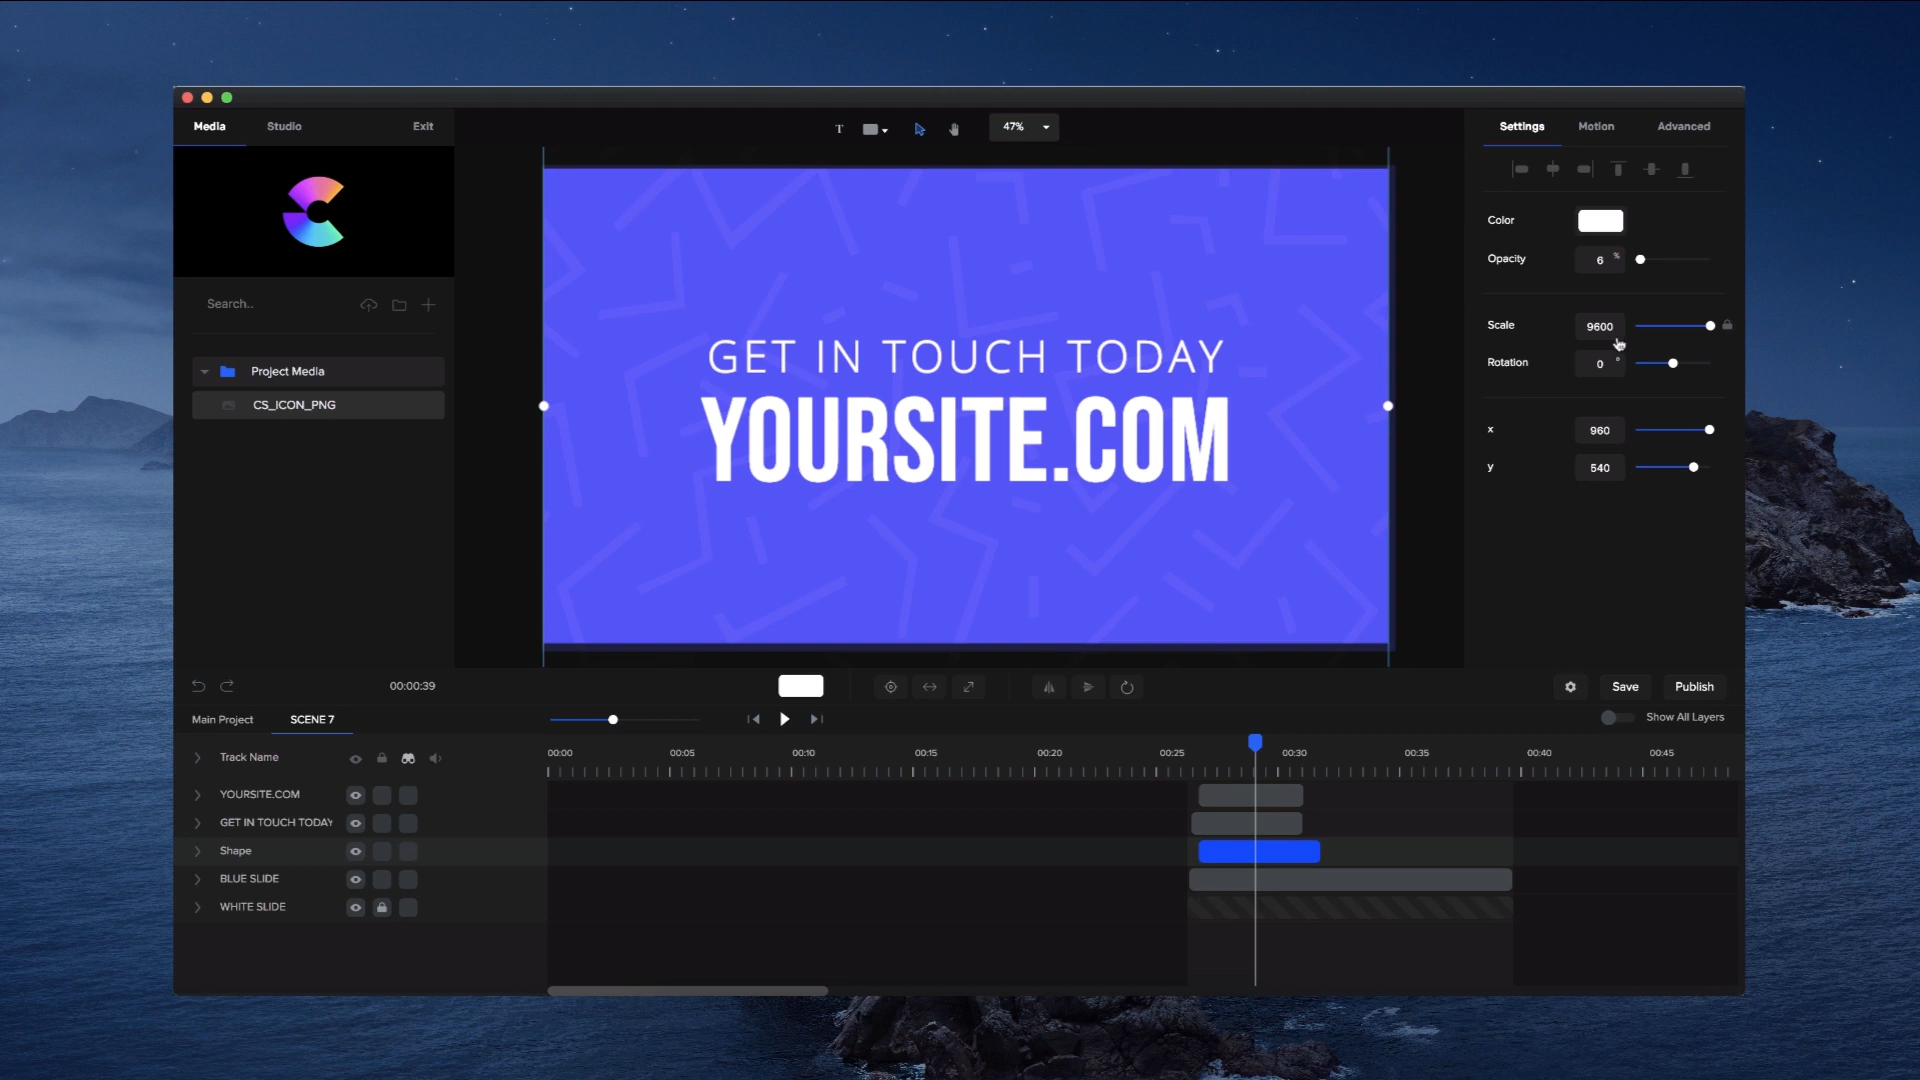 Media
Studio
Exit
T
47%
Settings
Motion
Advanced
Color
Opacity
6 %
Search..
Scale
9600
Rotation
0 °
Project Media
CS_ICON_PNG
GET IN TOUCH TODAY
YOURSITE.COM
x
960
y
540
00:00:39
Save
Publish
Main Project
SCENE 7
Show All Layers
Track Name
00:00
00:05
00:10
00:15
00:20
00:25
00:30
00:35
00:40
00:45
YOURSITE.COM
GET IN TOUCH TODAY
Shape
BLUE SLIDE
WHITE SLIDE